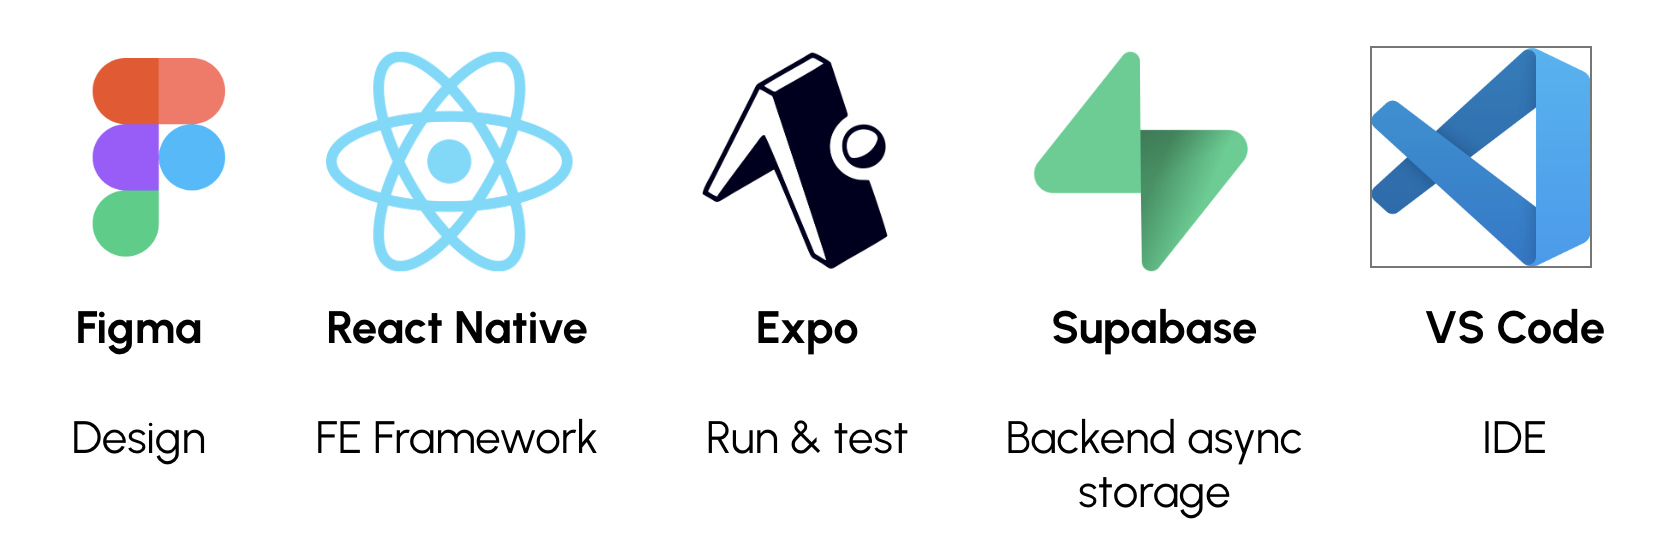 Figma
React Native
Expo
Supabase
VS Code
Design
FE Framework
Run & test
Backend async
storage
IDE